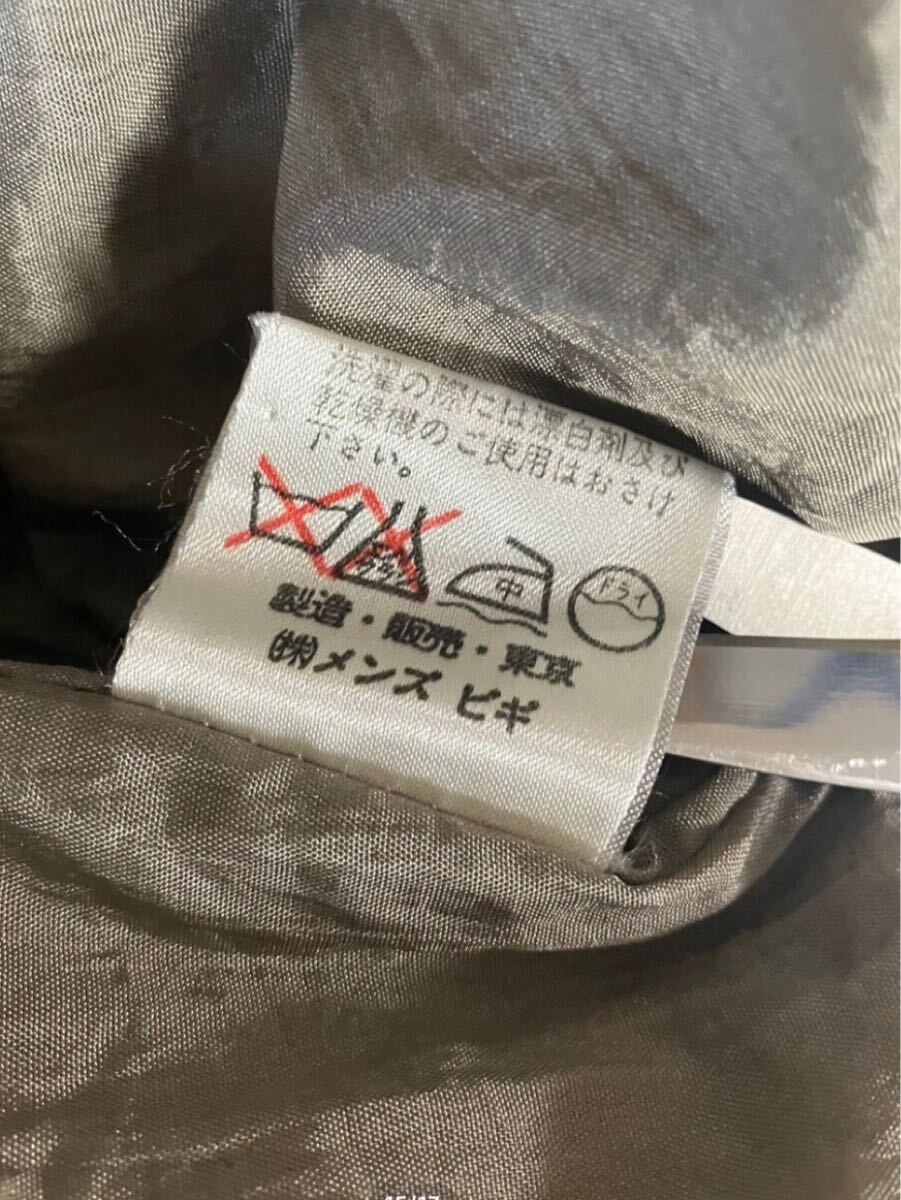 洗濯の際には漂白剤及び
乾燥機のご使用はおさけ
下さい。
中
ドライ
製造・販売・東京
㈱メンズ ビギ